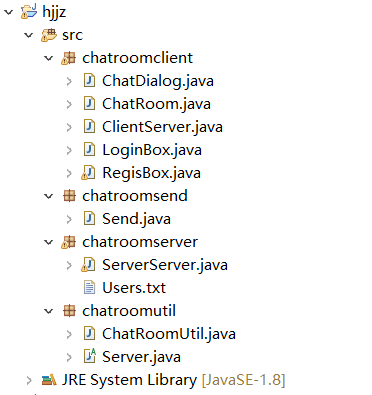 hjjz
src
chatroomclient
ChatDialog.java
ChatRoom.java
ClientServer.java
LoginBox.java
RegisBox.java
chatroomsend
Send.java
chatroomserver
ServerServer.java
Users.txt
chatroomutil
ChatRoomUtil.java
Server.java
JRE System Library [JavaSE-1.8]